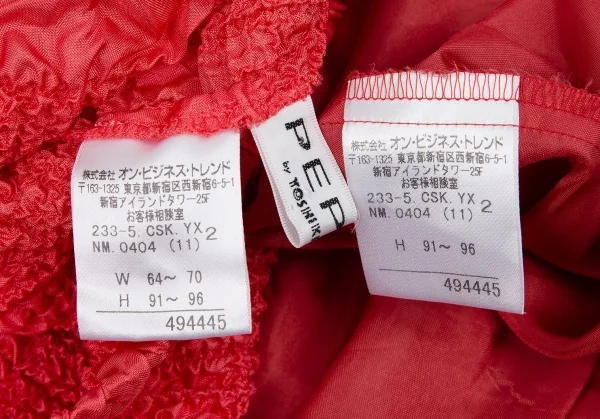 株式会社 オン・ビジネス・トレンド
〒163-1325 東京都新宿区西新宿6-5-1
新宿アイランドタワー25F
お客様相談室
233-5. CSK. YX 2
NM. 0404 (11)
W 64～ 70
H 91～ 96
494445
PEP
by YOSHIKI
株式会社 オン・ビジネス・トレンド
〒163-1325 東京都新宿区西新宿6-5-1
新宿アイランドタワー25F
お客様相談室
233-5. CSK. YX 2
NM. 0404 (11)
H 91～ 96
494450